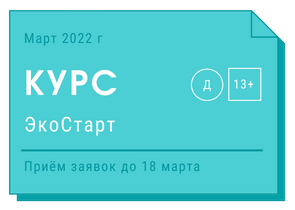 Март 2022 г
КУРС
Д 13+
ЭкоСтарт
Приём заявок до 18 марта